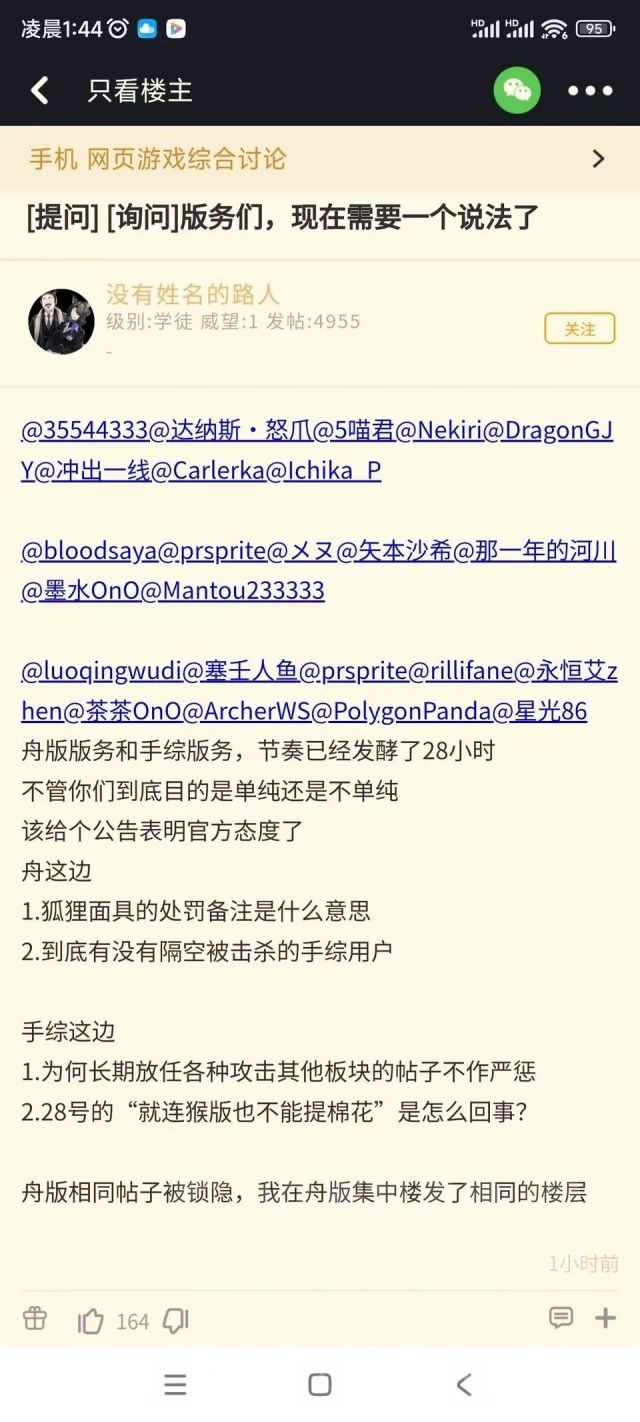 凌晨1:44
HD HD 6 95
只看楼主
手机 网页游戏综合讨论
[提问] [询问]版务们，现在需要一个说法了
没有姓名的路人
级别:学徒 威望:1 发帖:4955
-
关注
@35544333@达纳斯·怒爪@5喵君@Nekiri@DragonGJ
Y@冲出一线@Carlerka@Ichika_P
@bloodsaya@prsprite@メヌ@矢本沙希@那一年的河川
@墨水OnO@Mantou233333
@luoqingwudi@塞壬人鱼@prsprite@rillifane@永恒艾z
hen@茶茶OnO@ArcherWS@PolygonPanda@星光86
舟版版务和手综版务，节奏已经发酵了28小时
不管你们到底目的是单纯还是不单纯
该给个公告表明官方态度了
舟这边
1.狐狸面具的处罚备注是什么意思
2.到底有没有隔空被击杀的手综用户
手综这边
1.为何长期放任各种攻击其他板块的帖子不作严惩
2.28号的“就连猴版也不能提棉花”是怎么回事?
舟版相同帖子被锁隐，我在舟版集中楼发了相同的楼层
1小时前
164